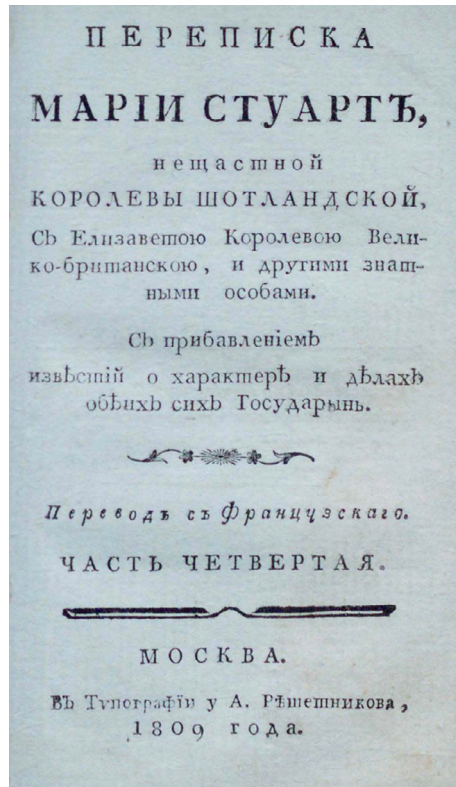 ПЕРЕПИСКА
МАРІИ СТУАРТЪ,
нещастной
КОРОЛЕВЫ ШОТЛАНДСКОЙ,
Съ Елизаветою Королевою Вели-
ко-британскою, и другими знат-
ными особами.
Съ прибавленіемъ
извѣстій о характерѣ и дѣлахъ
обѣихъ сихъ Государынь.
Переводъ съ Французскаго.
ЧАСТЬ ЧЕТВЕРТАЯ.
МОСКВА.
Въ Тѵпографіи у А. Рѣшетникова,
1809 года.